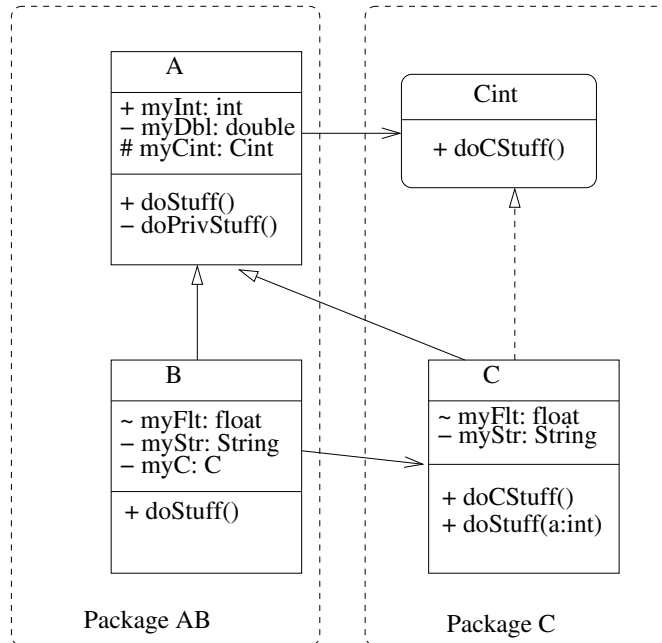 A
+ myInt: int
− myDbl: double
# myCint: Cint
+ doStuff()
− doPrivStuff()
Cint
+ doCStuff()
B
~ myFlt: float
− myStr: String
− myC: C
+ doStuff()
C
~ myFlt: float
− myStr: String
+ doCStuff()
+ doStuff(a:int)
Package AB
Package C